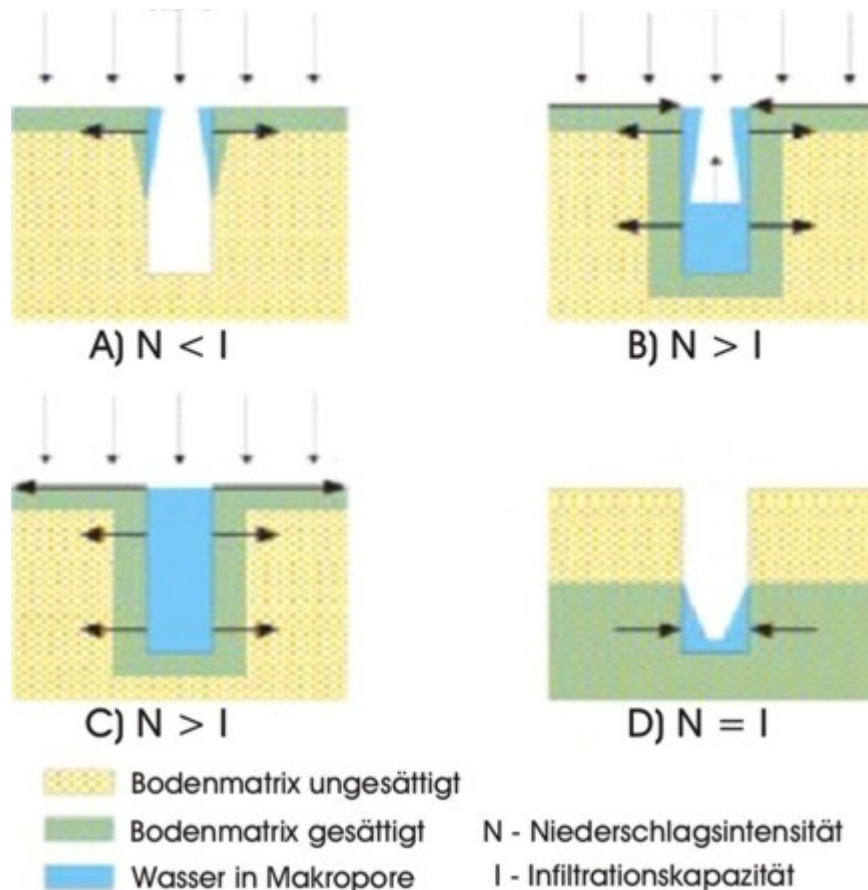 A) N < I
B) N > I
C) N > I
D) N = I
Bodenmatrix ungesättigt
Bodenmatrix gesättigt
N - Niederschlagsintensität
Wasser in Makropore
I - Infiltrationskapazität